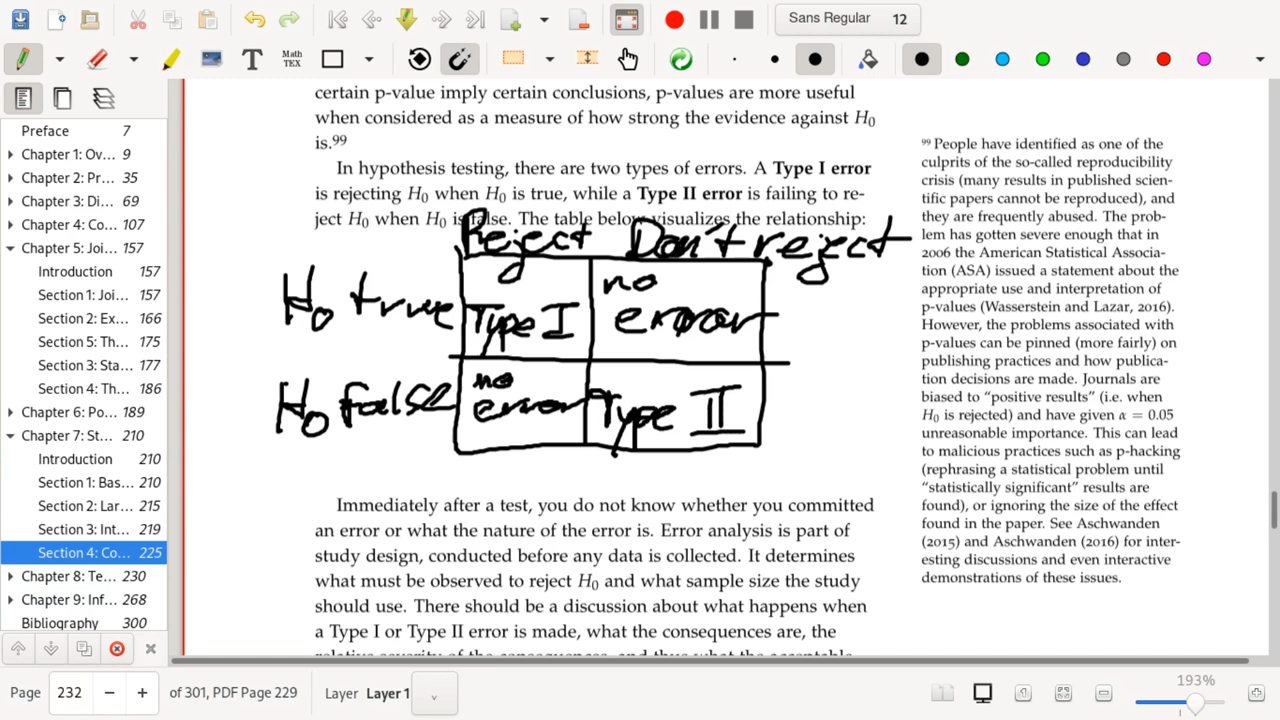 Sans Regular 12
Math
TEX
Preface 7
Chapter 1: Ov... 9
Chapter 2: Pr... 35
Chapter 3: Di... 69
Chapter 4: Co... 107
Chapter 5: Joi... 157
Introduction 157
Section 1: Joi... 157
Section 2: Ex... 166
Section 5: Th... 175
Section 3: Sta... 177
Section 4: Th... 186
Chapter 6: Po... 189
Chapter 7: St... 210
Introduction 210
Section 1: Bas... 210
Section 2: Lar... 215
Section 3: Int... 219
Section 4: Co... 225
Chapter 8: Te... 230
Chapter 9: Inf... 268
Bibliography 300
certain p-value imply certain conclusions, p-values are more useful
when considered as a measure of how strong the evidence against H₀
is.⁹⁹
In hypothesis testing, there are two types of errors. A Type I error
is rejecting H₀ when H₀ is true, while a Type II error is failing to re-
ject H₀ when H₀ is false. The table below visualizes the relationship:
Reject Don't reject
H₀ true Type I no error
H₀ false no error Type II
Immediately after a test, you do not know whether you committed
an error or what the nature of the error is. Error analysis is part of
study design, conducted before any data is collected. It determines
what must be observed to reject H₀ and what sample size the study
should use. There should be a discussion about what happens when
a Type I or Type II error is made, what the consequences are, the
relative severity of the consequences, and thus what the acceptable
⁹⁹ People have identified as one of the
culprits of the so-called reproducibility
crisis (many results in published scien-
tific papers cannot be reproduced), and
they are frequently abused. The prob-
lem has gotten severe enough that in
2006 the American Statistical Associa-
tion (ASA) issued a statement about the
appropriate use and interpretation of
p-values (Wasserstein and Lazar, 2016).
However, the problems associated with
p-values can be pinned (more fairly) on
publishing practices and how publica-
tion decisions are made. Journals are
biased to “positive results” (i.e. when
H₀ is rejected) and have given α = 0.05
unreasonable importance. This can lead
to malicious practices such as p-hacking
(rephrasing a statistical problem until
“statistically significant” results are
found), or ignoring the size of the effect
found in the paper. See Aschwanden
(2015) and Aschwanden (2016) for inter-
esting discussions and even interactive
demonstrations of these issues.
Page 232 of 301, PDF Page 229 Layer Layer 1
193%